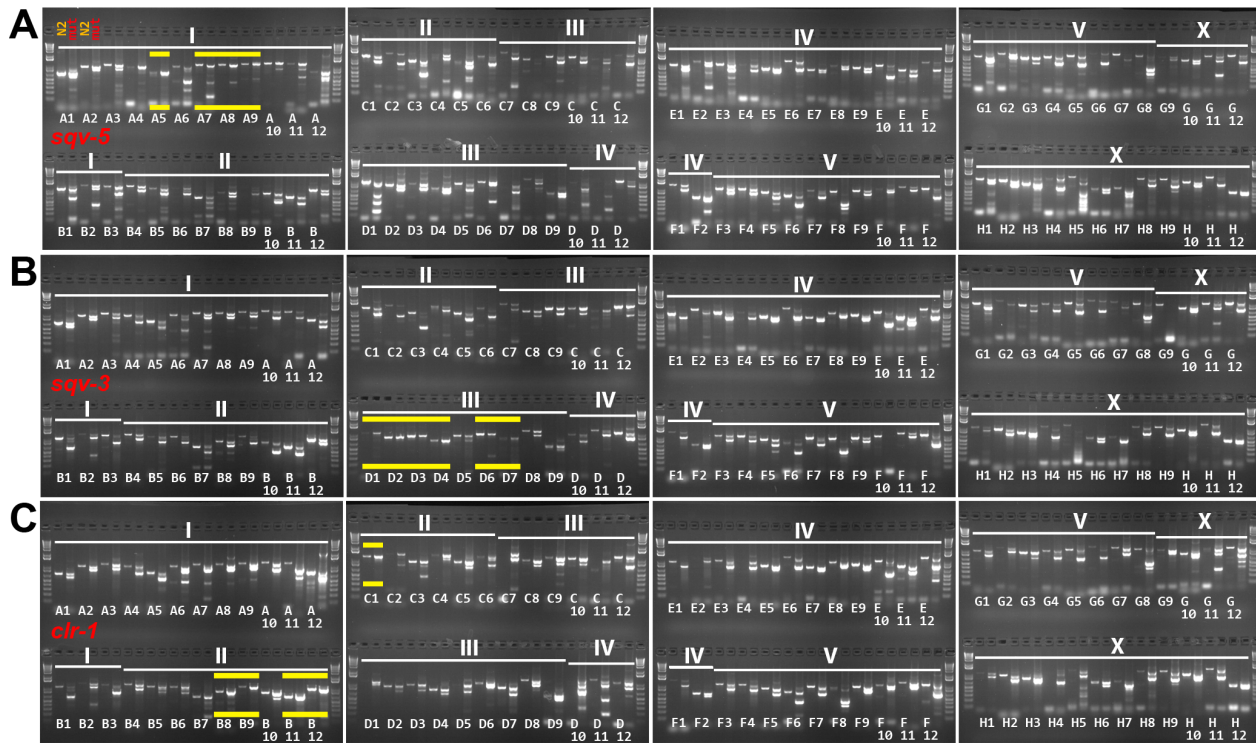 A
N2 mut N2 mut
I
A1 A2 A3 A4 A5 A6 A7 A8 A9 A A A
10 11 12
sqv-5
I II
B1 B2 B3 B4 B5 B6 B7 B8 B9 B B B
10 11 12
II III
C1 C2 C3 C4 C5 C6 C7 C8 C9 C C C
10 11 12
III IV
D1 D2 D3 D4 D5 D6 D7 D8 D9 D D D
10 11 12
IV
E1 E2 E3 E4 E5 E6 E7 E8 E9 E E E
10 11 12
IV V
F1 F2 F3 F4 F5 F6 F7 F8 F9 F F F
10 11 12
V X
G1 G2 G3 G4 G5 G6 G7 G8 G9 G G G
10 11 12
X
H1 H2 H3 H4 H5 H6 H7 H8 H9 H H H
10 11 12
B
I
A1 A2 A3 A4 A5 A6 A7 A8 A9 A A A
10 11 12
sqv-3
I II
B1 B2 B3 B4 B5 B6 B7 B8 B9 B B B
10 11 12
II III
C1 C2 C3 C4 C5 C6 C7 C8 C9 C C C
10 11 12
III IV
D1 D2 D3 D4 D5 D6 D7 D8 D9 D D D
10 11 12
IV
E1 E2 E3 E4 E5 E6 E7 E8 E9 E E E
10 11 12
IV V
F1 F2 F3 F4 F5 F6 F7 F8 F9 F F F
10 11 12
V X
G1 G2 G3 G4 G5 G6 G7 G8 G9 G G G
10 11 12
X
H1 H2 H3 H4 H5 H6 H7 H8 H9 H H H
10 11 12
C
I
A1 A2 A3 A4 A5 A6 A7 A8 A9 A A A
10 11 12
clr-1
I II
B1 B2 B3 B4 B5 B6 B7 B8 B9 B B B
10 11 12
II III
C1 C2 C3 C4 C5 C6 C7 C8 C9 C C C
10 11 12
III IV
D1 D2 D3 D4 D5 D6 D7 D8 D9 D D D
10 11 12
IV
E1 E2 E3 E4 E5 E6 E7 E8 E9 E E E
10 11 12
IV V
F1 F2 F3 F4 F5 F6 F7 F8 F9 F F F
10 11 12
V X
G1 G2 G3 G4 G5 G6 G7 G8 G9 G G G
10 11 12
X
H1 H2 H3 H4 H5 H6 H7 H8 H9 H H H
10 11 12